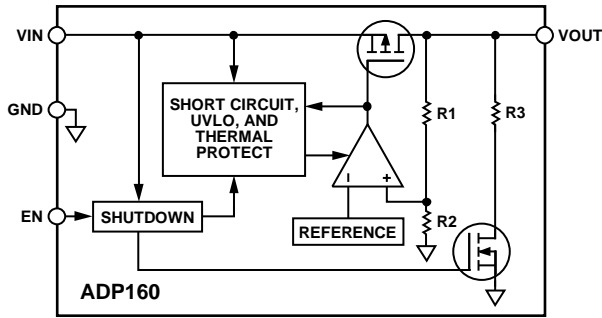 VIN
VOUT
GND
SHORT CIRCUIT,
UVLO, AND
THERMAL
PROTECT
R1
R3
EN
SHUTDOWN
– +
REFERENCE
R2
ADP160